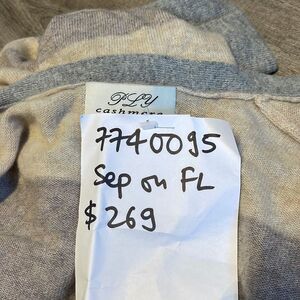 PLY
cashmere
7740095
Sep on FL
$269